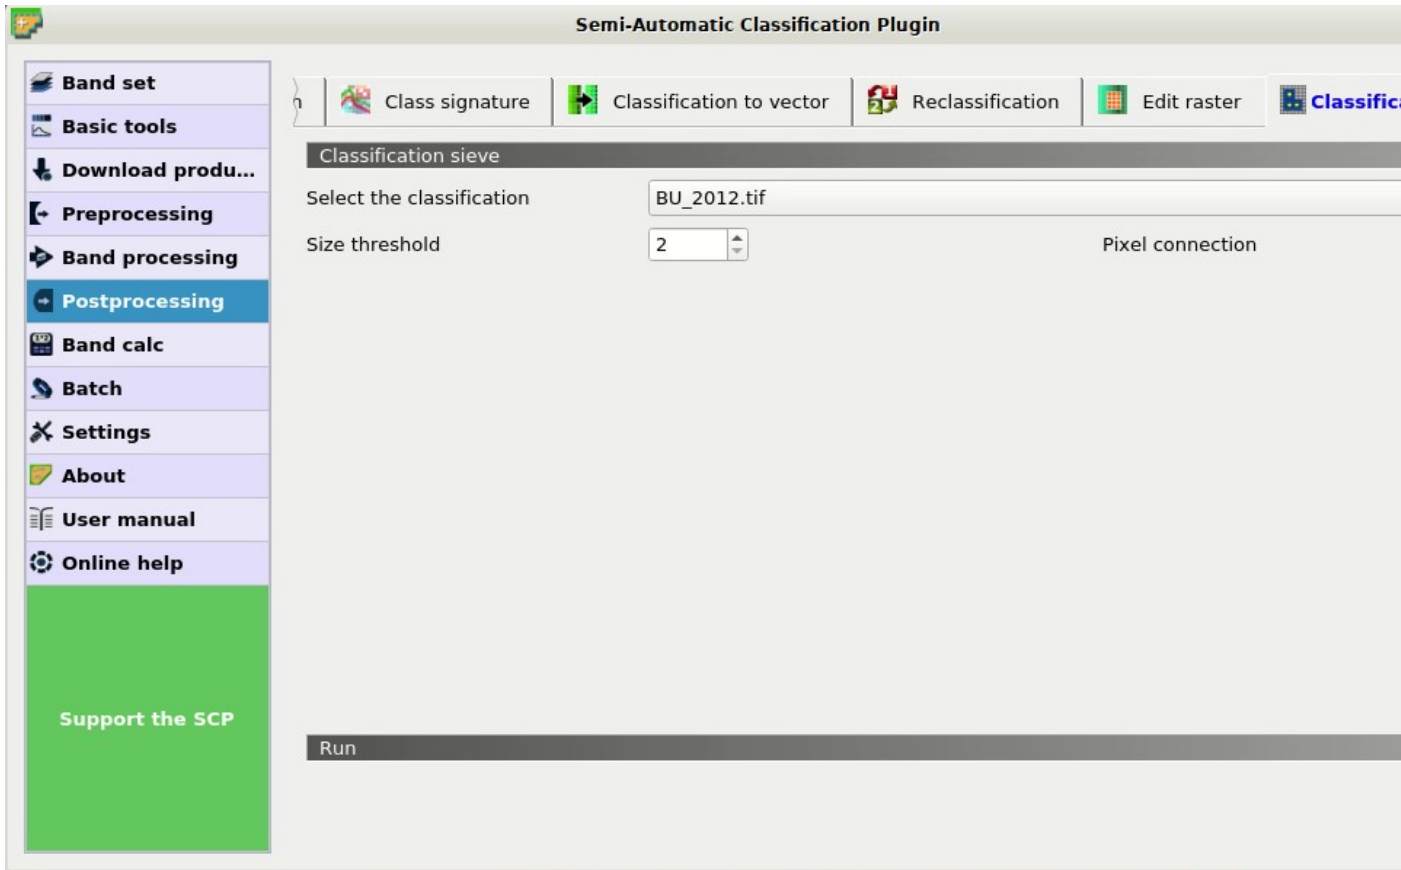 Semi-Automatic Classification Plugin
Band set
Basic tools
Download produ...
Preprocessing
Band processing
Postprocessing
Band calc
Batch
Settings
About
User manual
Online help
Support the SCP
Class signature
Classification to vector
Reclassification
Edit raster
Classification sieve
Select the classification
BU_2012.tif
Size threshold
2
Pixel connection
Run